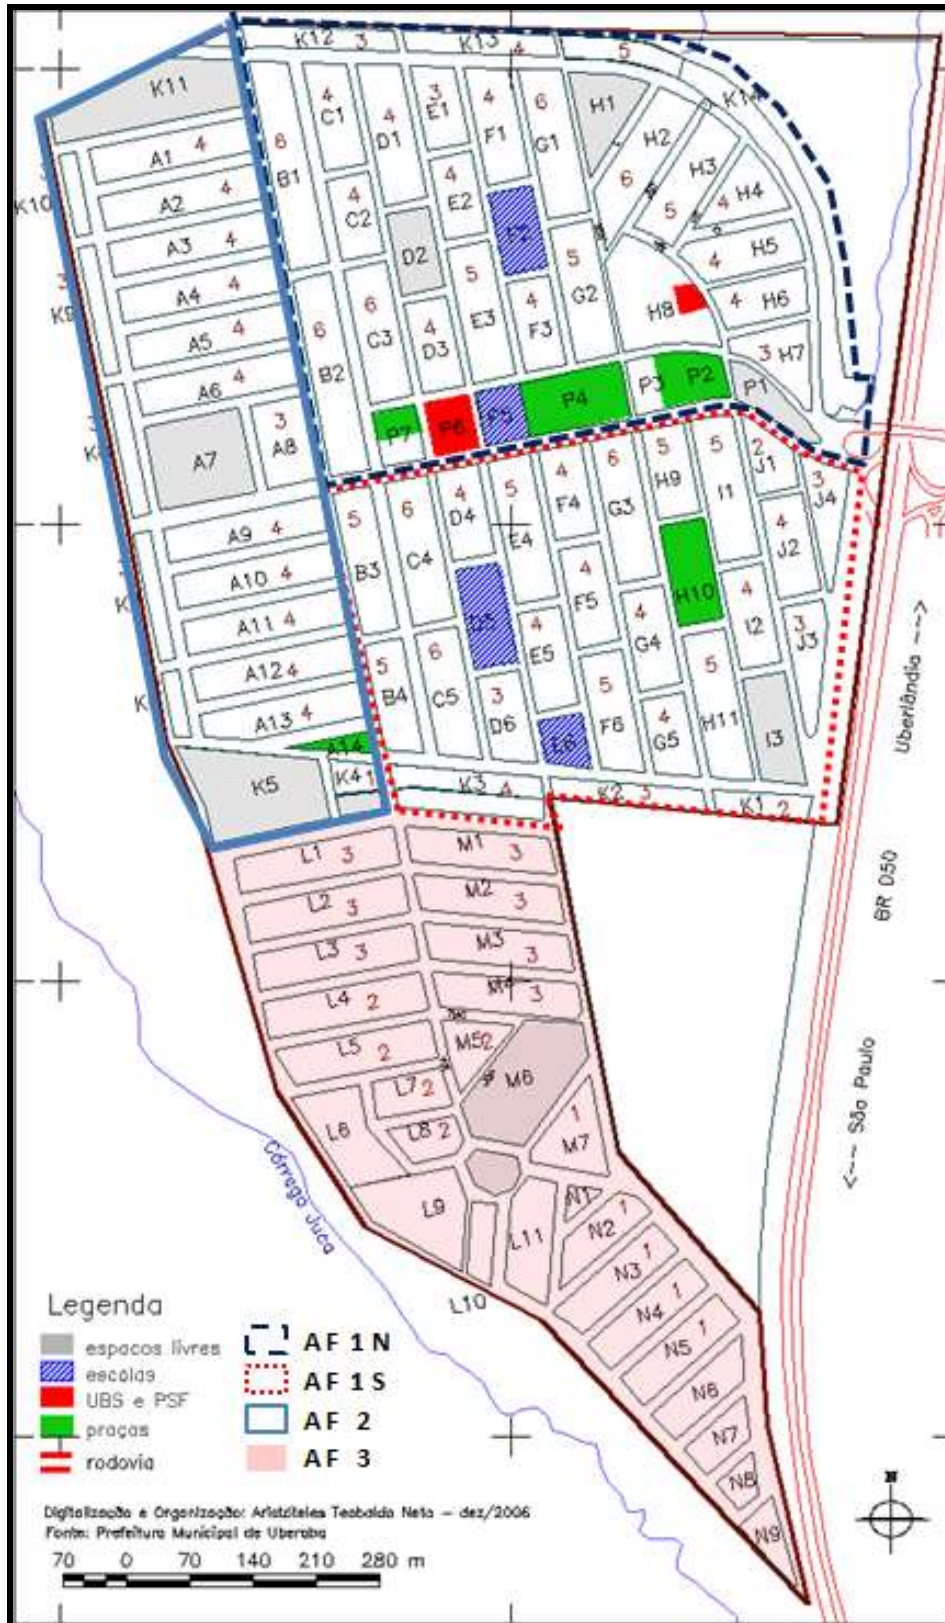 K12 3 K13 4 5
K11 K14
A1 4
A2 4
A3 4
A4 4
A5 4
A6 4
A7 A8 3
A9 4
A10 4
A11 4
A12 4
A13 4
A14
K10 3
K9 3
K5 K4 1
B1 6 C1 4 D1 4 E1 3 F1 4 G1 6 H1
H2 6 H3 5 H4 4
H5 4
H6 4
H7 3
H8
C2 4 D2 E2 4 F2
B2 6 C3 6 D3 4 E3 5 F3 4 G2 5
P7 P6 P5 P4 P3 P2 P1
B3 5 C4 6 D4 4 E4 5 F4 4 G3 6 H9 5 I1 5 J1 2 J4 3
D5 F5 4 H10 J2 4
B4 5 C5 6 D6 3 E5 4 F6 5 G4 4 I2 4 J3 3
E6 G5 4 H11 5 I3
K3 4 K2 3 K1 2
L1 3 M1 3
L2 3 M2 3
L3 3 M3 3
L4 2 M4 3
L5 2 M5 2
L7 2 M6
L6 L8 2 M7 1
L9 L11 N1
N2 1
L10 N3 1
N4 1
N5 1
N6
N7
N8
N9
Uberlândia --->
BR 050
<--- São Paulo
Córrego Juca
Legenda
espacos livres
escolas
UBS e PSF
praças
rodovia
AF 1 N
AF 1 S
AF 2
AF 3
N
Digitalização e Organização: Aristóteles Teobaldo Neto – dez/2006
Fonte: Prefeitura Municipal de Uberaba
70 0 70 140 210 280 m